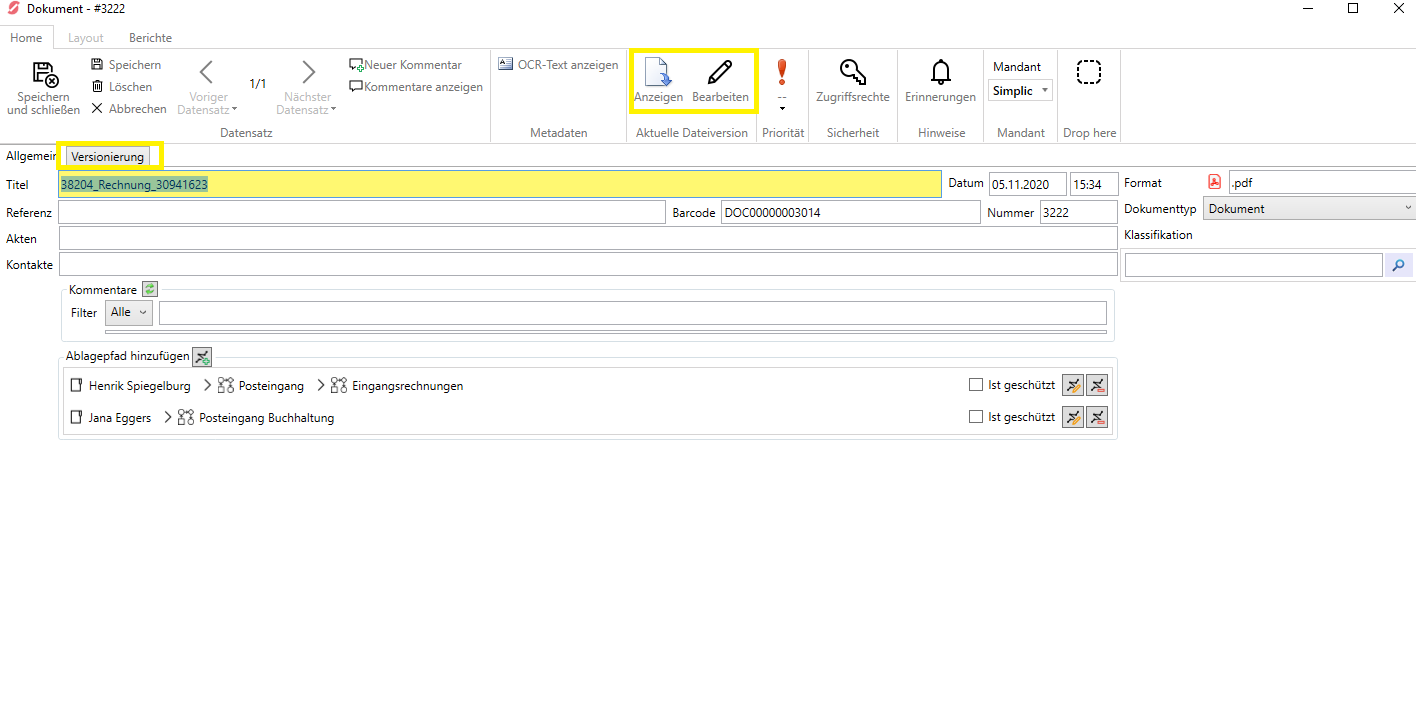 Dokument - #3222
Home Layout Berichte
Speichern und schließen
Speichern
Löschen
Abbrechen
Voriger Datensatz
1/1
Nächster Datensatz
Neuer Kommentar
Kommentare anzeigen
Datensatz
OCR-Text anzeigen
Metadaten
Anzeigen Bearbeiten
Aktuelle Dateiversion
--
Priorität
Zugriffsrechte
Sicherheit
Erinnerungen
Hinweise
Mandant
Simplic
Mandant
Drop here
Allgemein Versionierung
Titel 38204_Rechnung_30941623 Datum 05.11.2020 15:34 Format .pdf
Referenz Barcode DOC00000003014 Nummer 3222 Dokumenttyp Dokument
Akten Klassifikation
Kontakte
Kommentare
Filter Alle
Ablagepfad hinzufügen
Henrik Spiegelburg > Posteingang > Eingangsrechnungen Ist geschützt
Jana Eggers > Posteingang Buchhaltung Ist geschützt